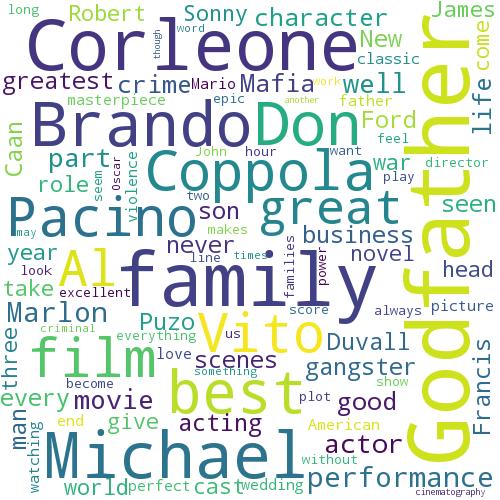 long
Robert
Sonny
character
James
though
word
Corleone
New
classic
come
greatest
crime
Mario
Mafia
well
masterpiece
epic
father
work
another
life
Brando
Don
Ford
Caan
feel
Godfather
John
hour
want
director
part
Oscar
violence
Coppola
war
role
seem
two
play
seen
Pacino
son
great
business
may
makes
never
line
times
families
power
novel
head
year
Al
family
look
take
excellent
score
us
always
picture
Marlon
Puzo
Vito
Duvall
three
criminal
everything
love
scenes
gangster
Francis
film
become
something
plot
show
every
movie
best
good
man
watching
end
give
acting
American
actor
without
Michael
performance
world
perfect
cast
wedding
cinematography